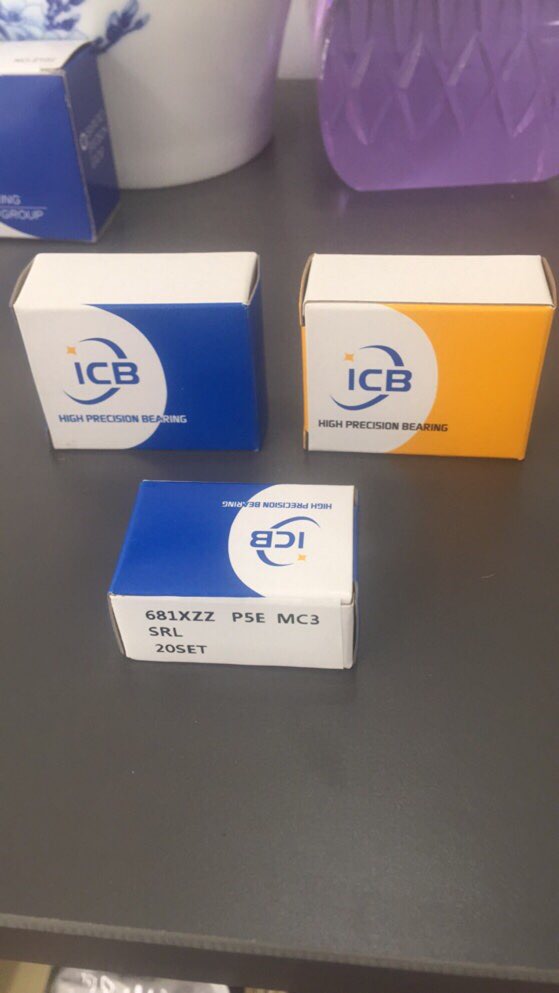 ING
GROUP
ICB
HIGH PRECISION BEARING
ICB
HIGH PRECISION BEARING
HIGH PRECISION BEARING
ICB
681XZZ P5E MC3
SRL
20SET